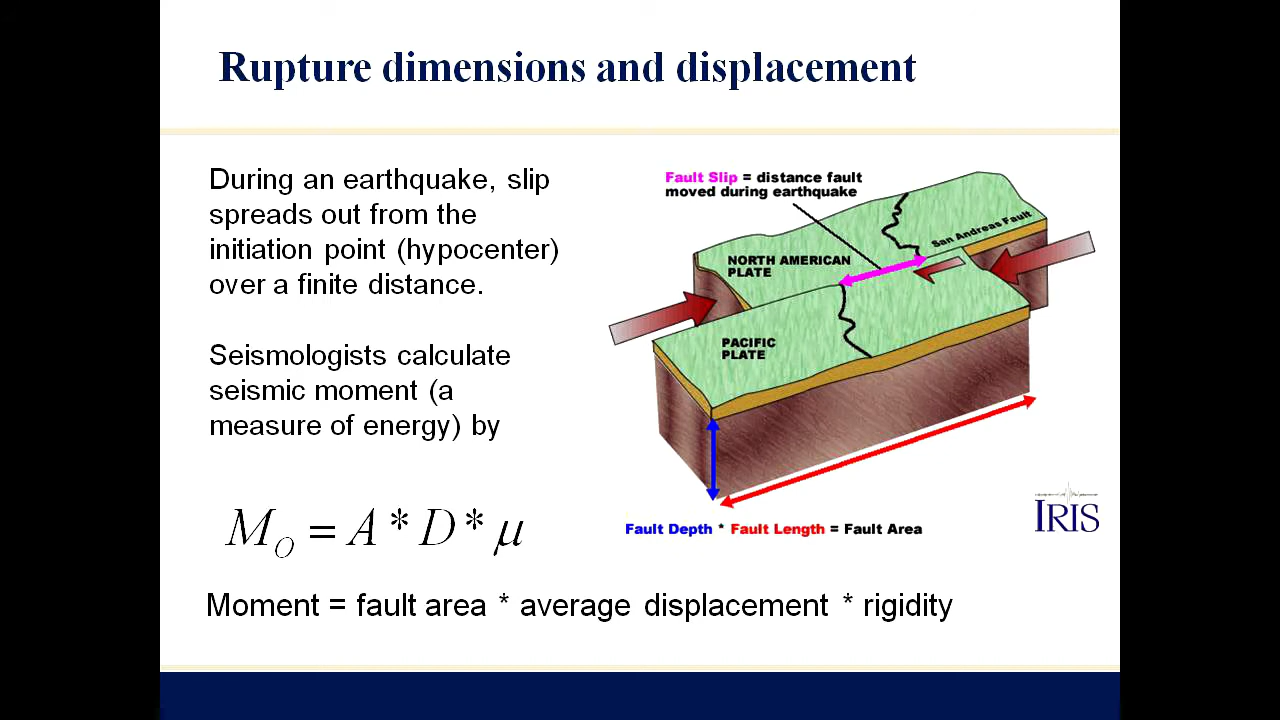 Rupture dimensions and displacement
During an earthquake, slip
spreads out from the
initiation point (hypocenter)
over a finite distance.
Seismologists calculate
seismic moment (a
measure of energy) by
M_O = A * D * μ
Moment = fault area * average displacement * rigidity
Fault Slip = distance fault
moved during earthquake
San Andreas Fault
NORTH AMERICAN
PLATE
PACIFIC
PLATE
Fault Depth * Fault Length = Fault Area
IRIS